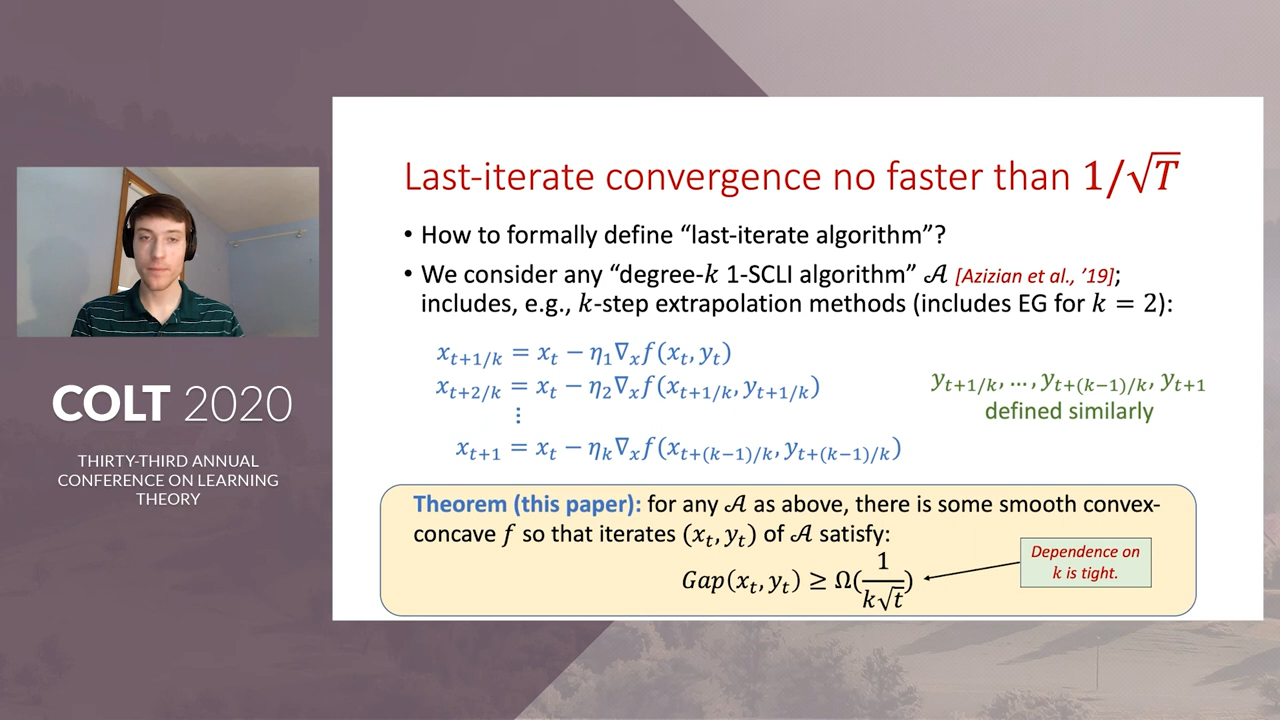 Last-iterate convergence no faster than 1/√T
• How to formally define “last-iterate algorithm”?
• We consider any “degree-k 1-SCLI algorithm” 𝒜 [Azizian et al., ’19];
includes, e.g., k-step extrapolation methods (includes EG for k = 2):
x_{t+1/k} = x_t − η_1∇_x f(x_t, y_t)
x_{t+2/k} = x_t − η_2∇_x f(x_{t+1/k}, y_{t+1/k})
⋮
x_{t+1} = x_t − η_k∇_x f(x_{t+(k−1)/k}, y_{t+(k−1)/k})
y_{t+1/k}, …, y_{t+(k−1)/k}, y_{t+1}
defined similarly
Theorem (this paper): for any 𝒜 as above, there is some smooth convex-
concave f so that iterates (x_t, y_t) of 𝒜 satisfy:
Gap(x_t, y_t) ≥ Ω(1/(k√t))
Dependence on
k is tight.
COLT 2020
THIRTY-THIRD ANNUAL
CONFERENCE ON LEARNING
THEORY